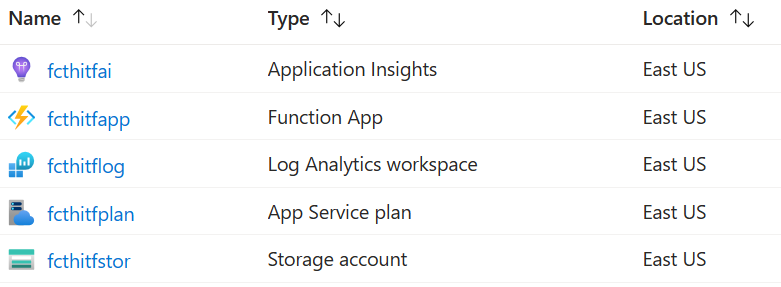 Name ↑↓ Type ↑↓ Location ↑↓
fcthitfai Application Insights East US
fcthitfapp Function App East US
fcthitflog Log Analytics workspace East US
fcthitfplan App Service plan East US
fcthitfstor Storage account East US